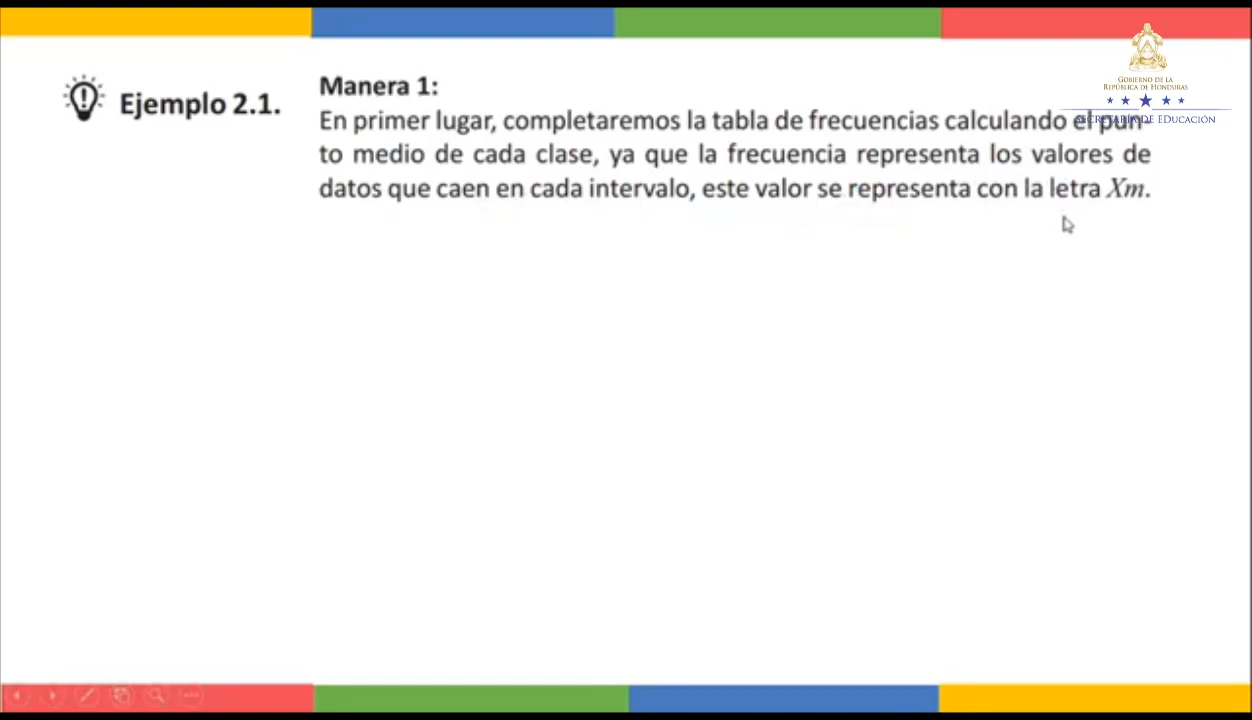 Ejemplo 2.1.
Manera 1:
En primer lugar, completaremos la tabla de frecuencias calculando el pun-
to medio de cada clase, ya que la frecuencia representa los valores de
datos que caen en cada intervalo, este valor se representa con la letra Xm.
Gobierno de la
República de Honduras
Secretaría de Educación